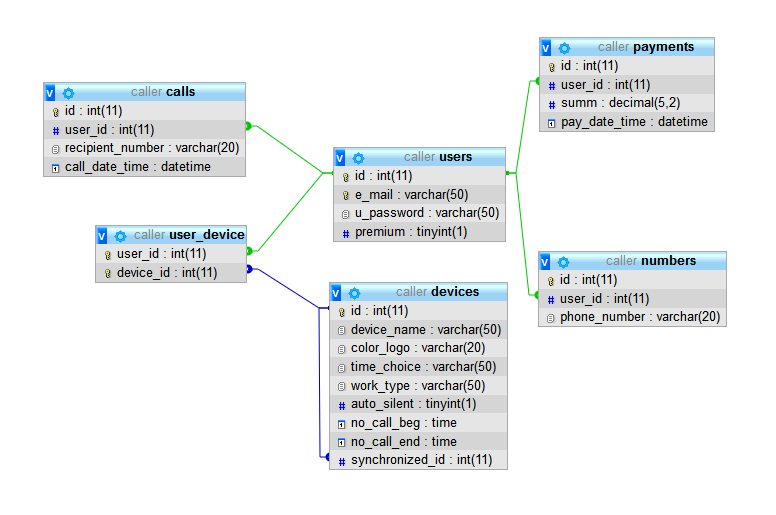 caller calls
id : int(11)
user_id : int(11)
recipient_number : varchar(20)
call_date_time : datetime
caller user_device
user_id : int(11)
device_id : int(11)
v caller users
id : int(11)
e_mail : varchar(50)
u_password : varchar(50)
premium : tinyint(1)
v caller devices
id : int(11)
device_name : varchar(50)
color_logo : varchar(20)
time_choice : varchar(50)
work_type : varchar(50)
auto_silent : tinyint(1)
no_call_beg : time
no_call_end : time
synchronized_id : int(11)
v caller payments
id : int(11)
# user_id : int(11)
# summ : decimal(5,2)
pay_date_time : datetime
v caller numbers
id : int(11)
# user_id : int(11)
phone_number : varchar(20)